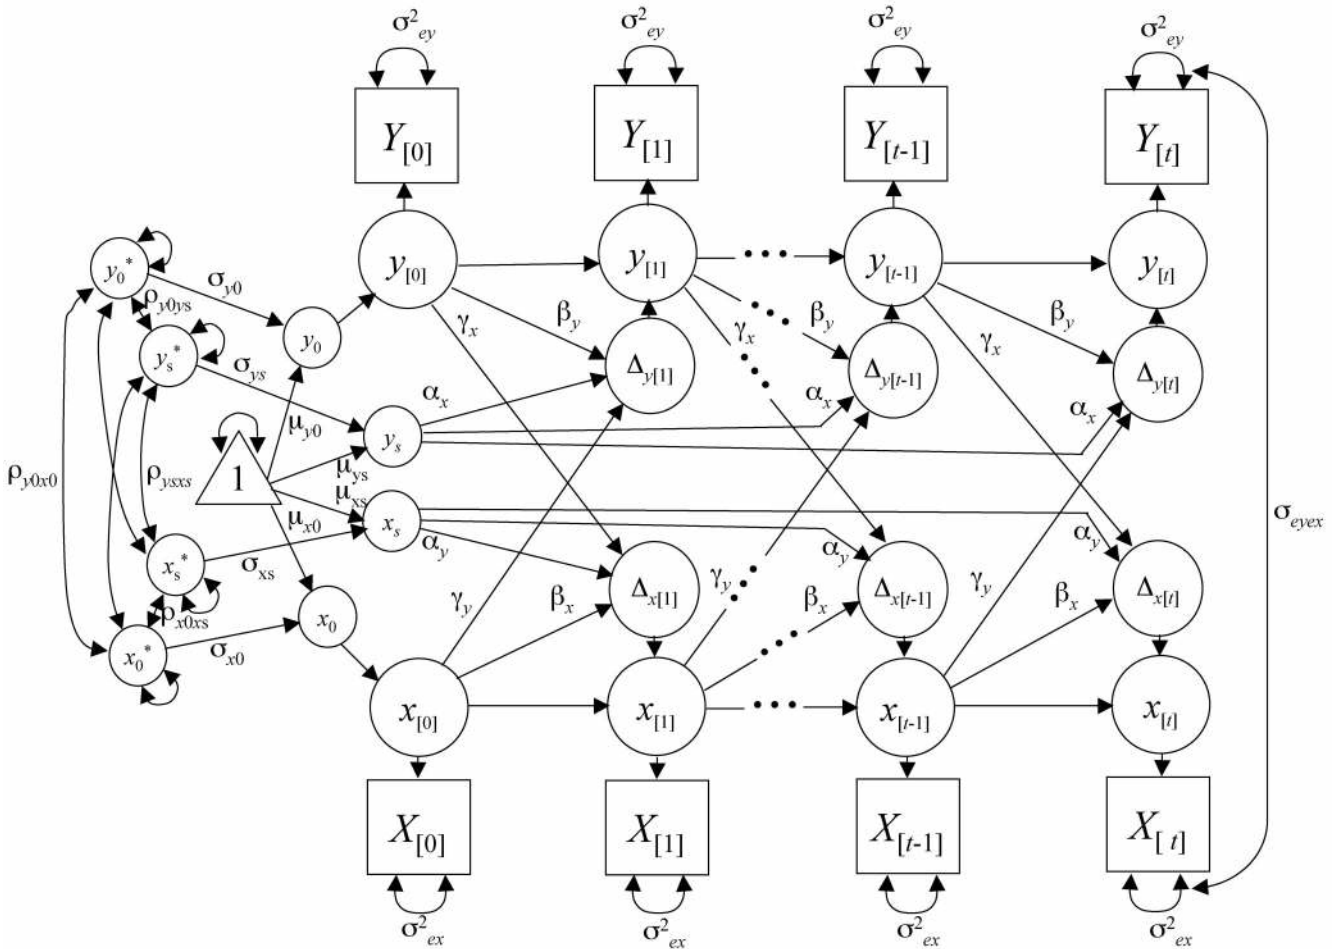 σ²ey σ²ey σ²ey σ²ey
Y[0] Y[1] Y[t-1] Y[t]
y0* σy0 y[0] y[1] ••• y[t-1] y[t]
ρy0ys γx βy γx βy γx βy
ys* σys y0 Δy[1] Δy[t-1] Δy[t]
αx αx αx
μy0 ys
ρy0x0 ρysxs 1 μys
μxs
μx0 xs σeyex
αy αy αy
xs* σxs
γy βx Δx[1] γy βx Δx[t-1] γy βx Δx[t]
ρx0xs x0
x0* σx0
x[0] x[1] ••• x[t-1] x[t]
X[0] X[1] X[t-1] X[ t]
σ²ex σ²ex σ²ex σ²ex